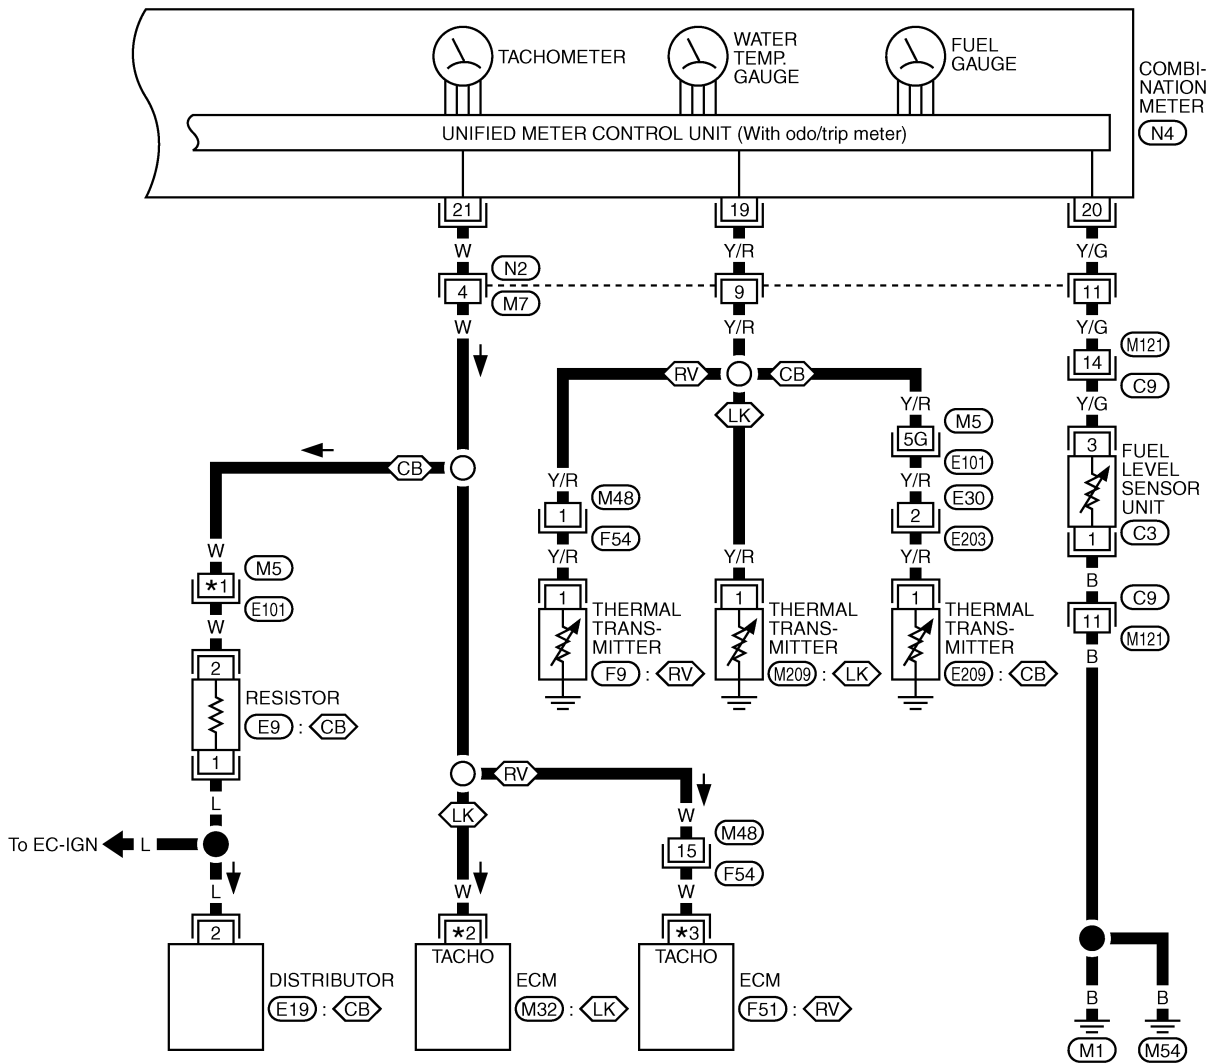 TACHOMETER
WATER
TEMP.
GAUGE
FUEL
GAUGE
COMBI-
NATION
METER
N4
UNIFIED METER CONTROL UNIT (With odo/trip meter)
21
19
20
W
Y/R
Y/G
N2
4
9
11
M7
W
Y/R
Y/G
M121
14
C9
RV
CB
LK
Y/R
Y/G
M5
5G
E101
3
FUEL
LEVEL
SENSOR
UNIT
C3
1
CB
Y/R
Y/R
M48
1
F54
E30
2
E203
W
Y/R
Y/R
Y/R
B
M5
*1
E101
C9
11
M121
W
B
1
THERMAL
TRANS-
MITTER
F9 : RV
1
THERMAL
TRANS-
MITTER
M209 : LK
1
THERMAL
TRANS-
MITTER
E209 : CB
2
RESISTOR
E9 : CB
1
L
RV
LK
W
M48
15
F54
To EC-IGN
L
L
W
W
2
*2
*3
TACHO
TACHO
DISTRIBUTOR
E19 : CB
ECM
M32 : LK
ECM
F51 : RV
B
B
M1
M54